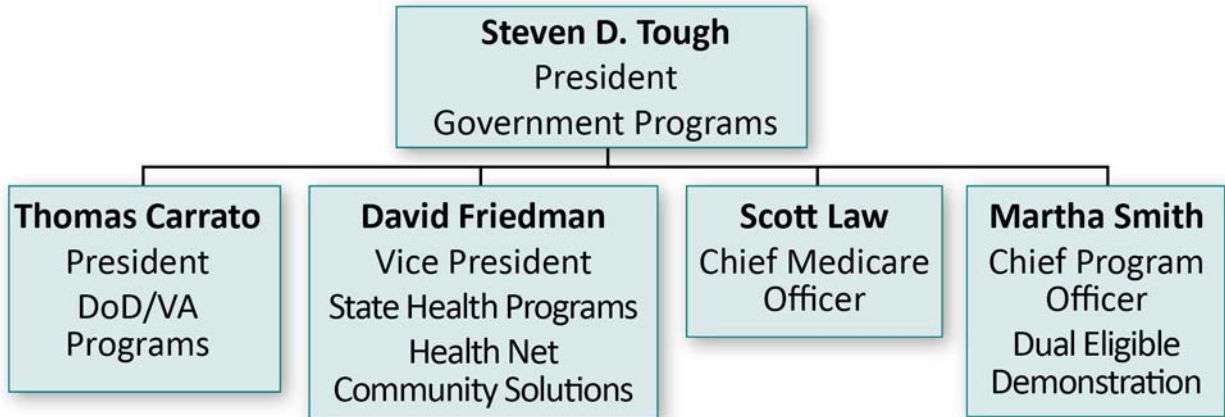 Steven D. Tough
President
Government Programs
Thomas Carrato
President
DoD/VA
Programs
David Friedman
Vice President
State Health Programs
Health Net
Community Solutions
Scott Law
Chief Medicare
Officer
Martha Smith
Chief Program
Officer
Dual Eligible
Demonstration